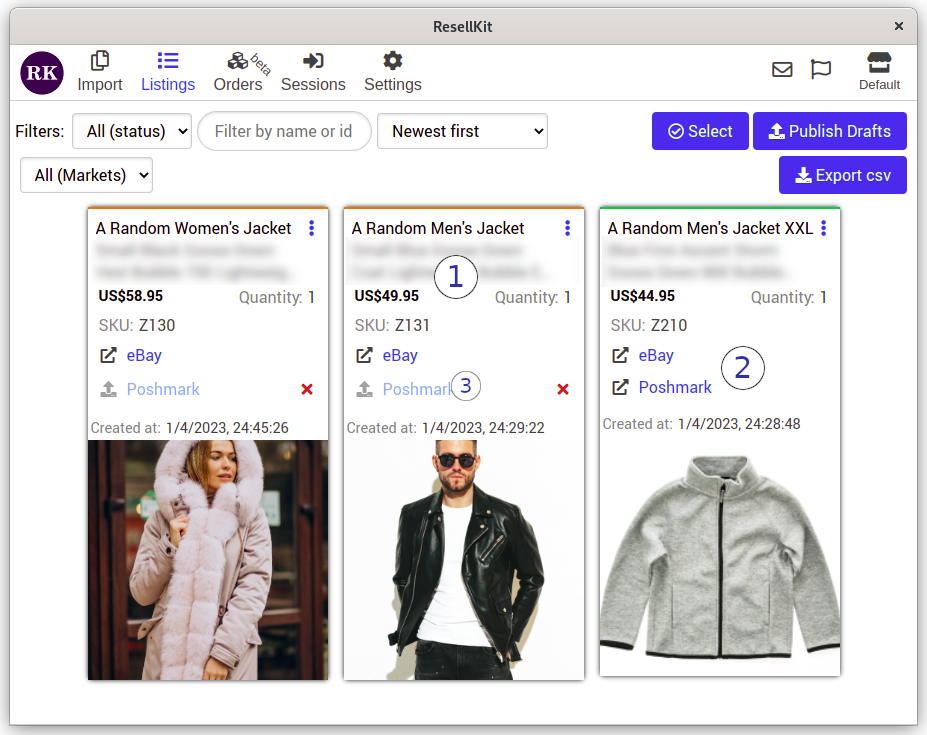 ResellKit ×
RK Import Listings Orders beta Sessions Settings Default
Filters: All (status) Filter by name or id Newest first Select Publish Drafts
All (Markets) Export csv
A Random Women's Jacket
US$58.95 Quantity: 1
SKU: Z130
eBay
Poshmark
Created at: 1/4/2023, 24:45:26
A Random Men's Jacket
1
US$49.95 Quantity: 1
SKU: Z131
eBay
Poshmark 3
Created at: 1/4/2023, 24:29:22
A Random Men's Jacket XXL
US$44.95 Quantity: 1
SKU: Z210
eBay
2
Poshmark
Created at: 1/4/2023, 24:28:48